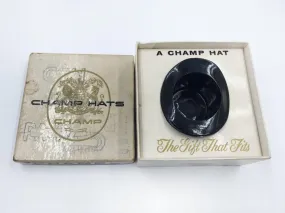 CHAMP HATS
CHAMP
A CHAMP HAT
The Gift That Fits